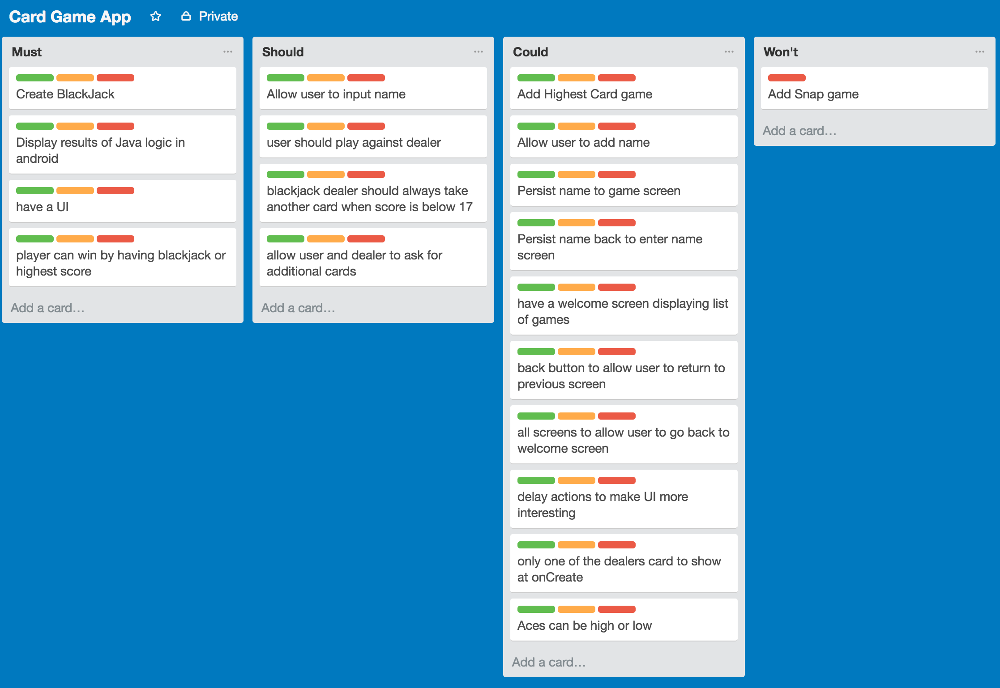 Card Game App
Private
Must
Create BlackJack
Display results of Java logic in
android
have a UI
player can win by having blackjack or
highest score
Add a card…
Should
Allow user to input name
user should play against dealer
blackjack dealer should always take
another card when score is below 17
allow user and dealer to ask for
additional cards
Add a card…
Could
Add Highest Card game
Allow user to add name
Persist name to game screen
Persist name back to enter name
screen
have a welcome screen displaying list
of games
back button to allow user to return to
previous screen
all screens to allow user to go back to
welcome screen
delay actions to make UI more
interesting
only one of the dealers card to show
at onCreate
Aces can be high or low
Add a card…
Won't
Add Snap game
Add a card…